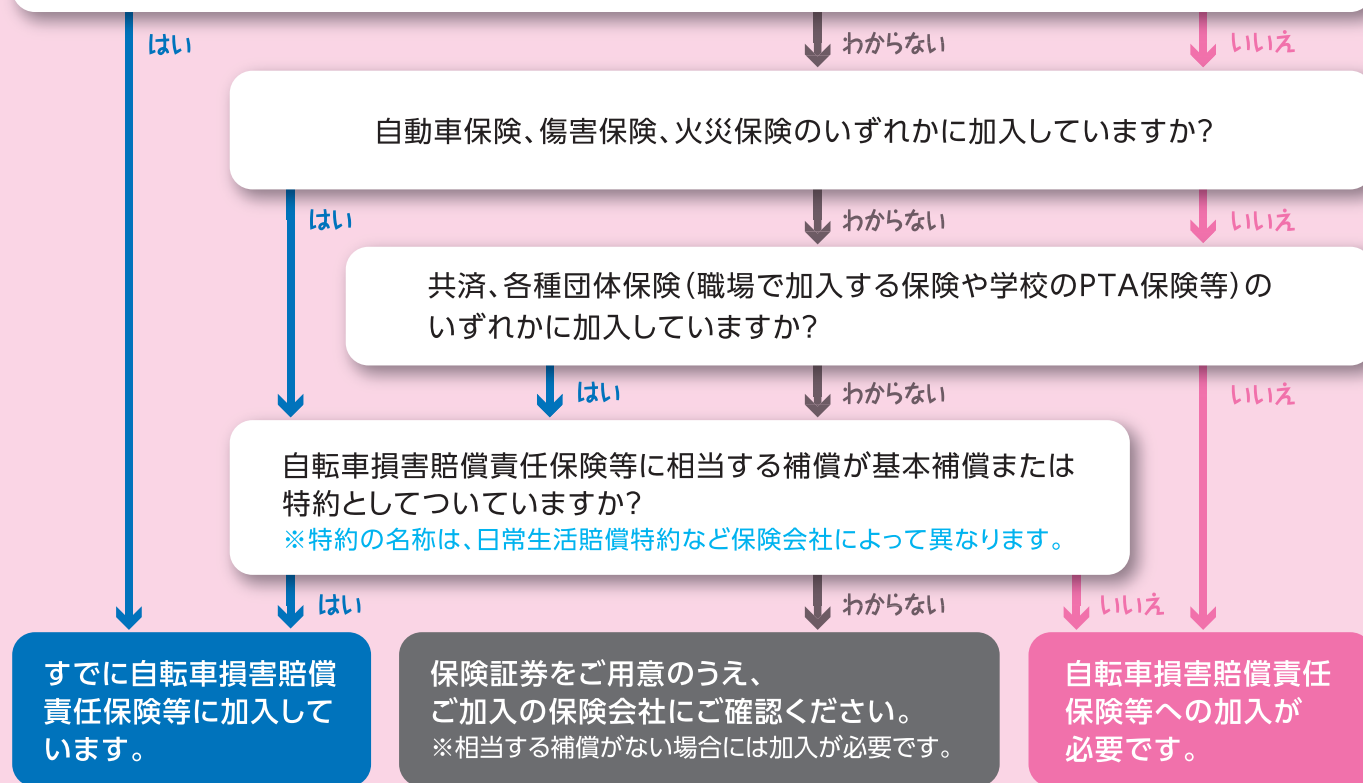 はい
わからない
いいえ
自動車保険、傷害保険、火災保険のいずれかに加入していますか?
はい
わからない
いいえ
共済、各種団体保険(職場で加入する保険や学校のPTA保険等)の
いずれかに加入していますか?
はい
わからない
いいえ
自転車損害賠償責任保険等に相当する補償が基本補償または
特約としてついていますか?
※特約の名称は、日常生活賠償特約など保険会社によって異なります。
はい
わからない
いいえ
すでに自転車損害賠償
責任保険等に加入して
います。
保険証券をご用意のうえ、
ご加入の保険会社にご確認ください。
※相当する補償がない場合には加入が必要です。
自転車損害賠償責任
保険等への加入が
必要です。